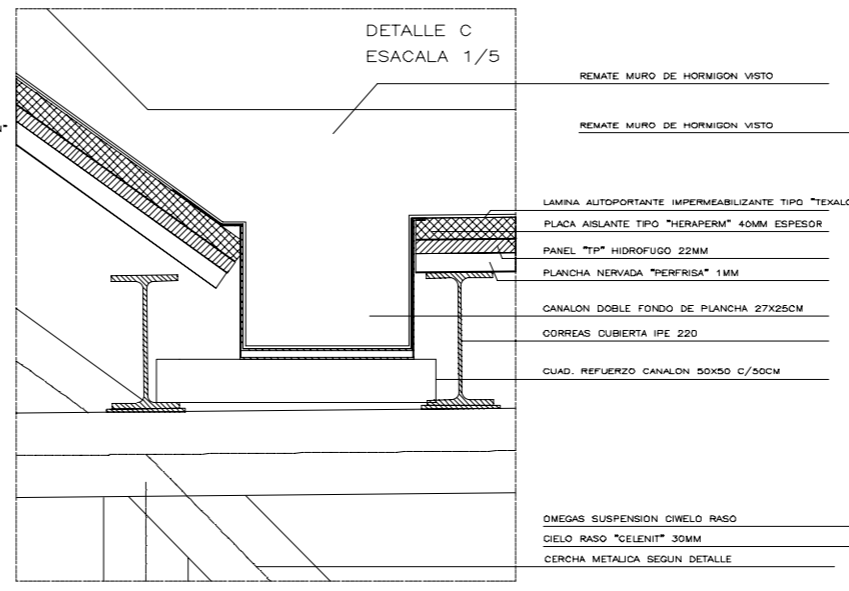 DETALLE C
ESACALA 1/5
REMATE MURO DE HORMIGON VISTO
REMATE MURO DE HORMIGON VISTO
LAMINA AUTOPORTANTE IMPERMEABILIZANTE TIPO
PLACA AISLANTE TIPO "HERAPERM" 40MM ESPESOR
PANEL "TP" HIDROFUGO 22MM
PLANCHA NERVADA "PERFRISA" 1MM
CANALON DOBLE FONDO DE PLANCHA 27X25CM
CORREAS CUBIERTA IPE 220
CUAD. REFUERZO CANALON 50X50 C/50CM
OMEGAS SUSPENSION CIWELO RASO
CIELO RASO "CELENIT" 30MM
CERCHA METALICA SEGUN DETALLE